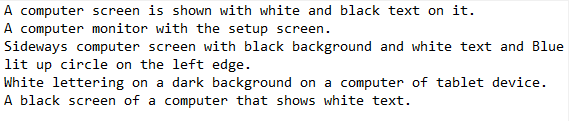 A computer screen is shown with white and black text on it.
A computer monitor with the setup screen.
Sideways computer screen with black background and white text and Blue
lit up circle on the left edge.
White lettering on a dark background on a computer of tablet device.
A black screen of a computer that shows white text.